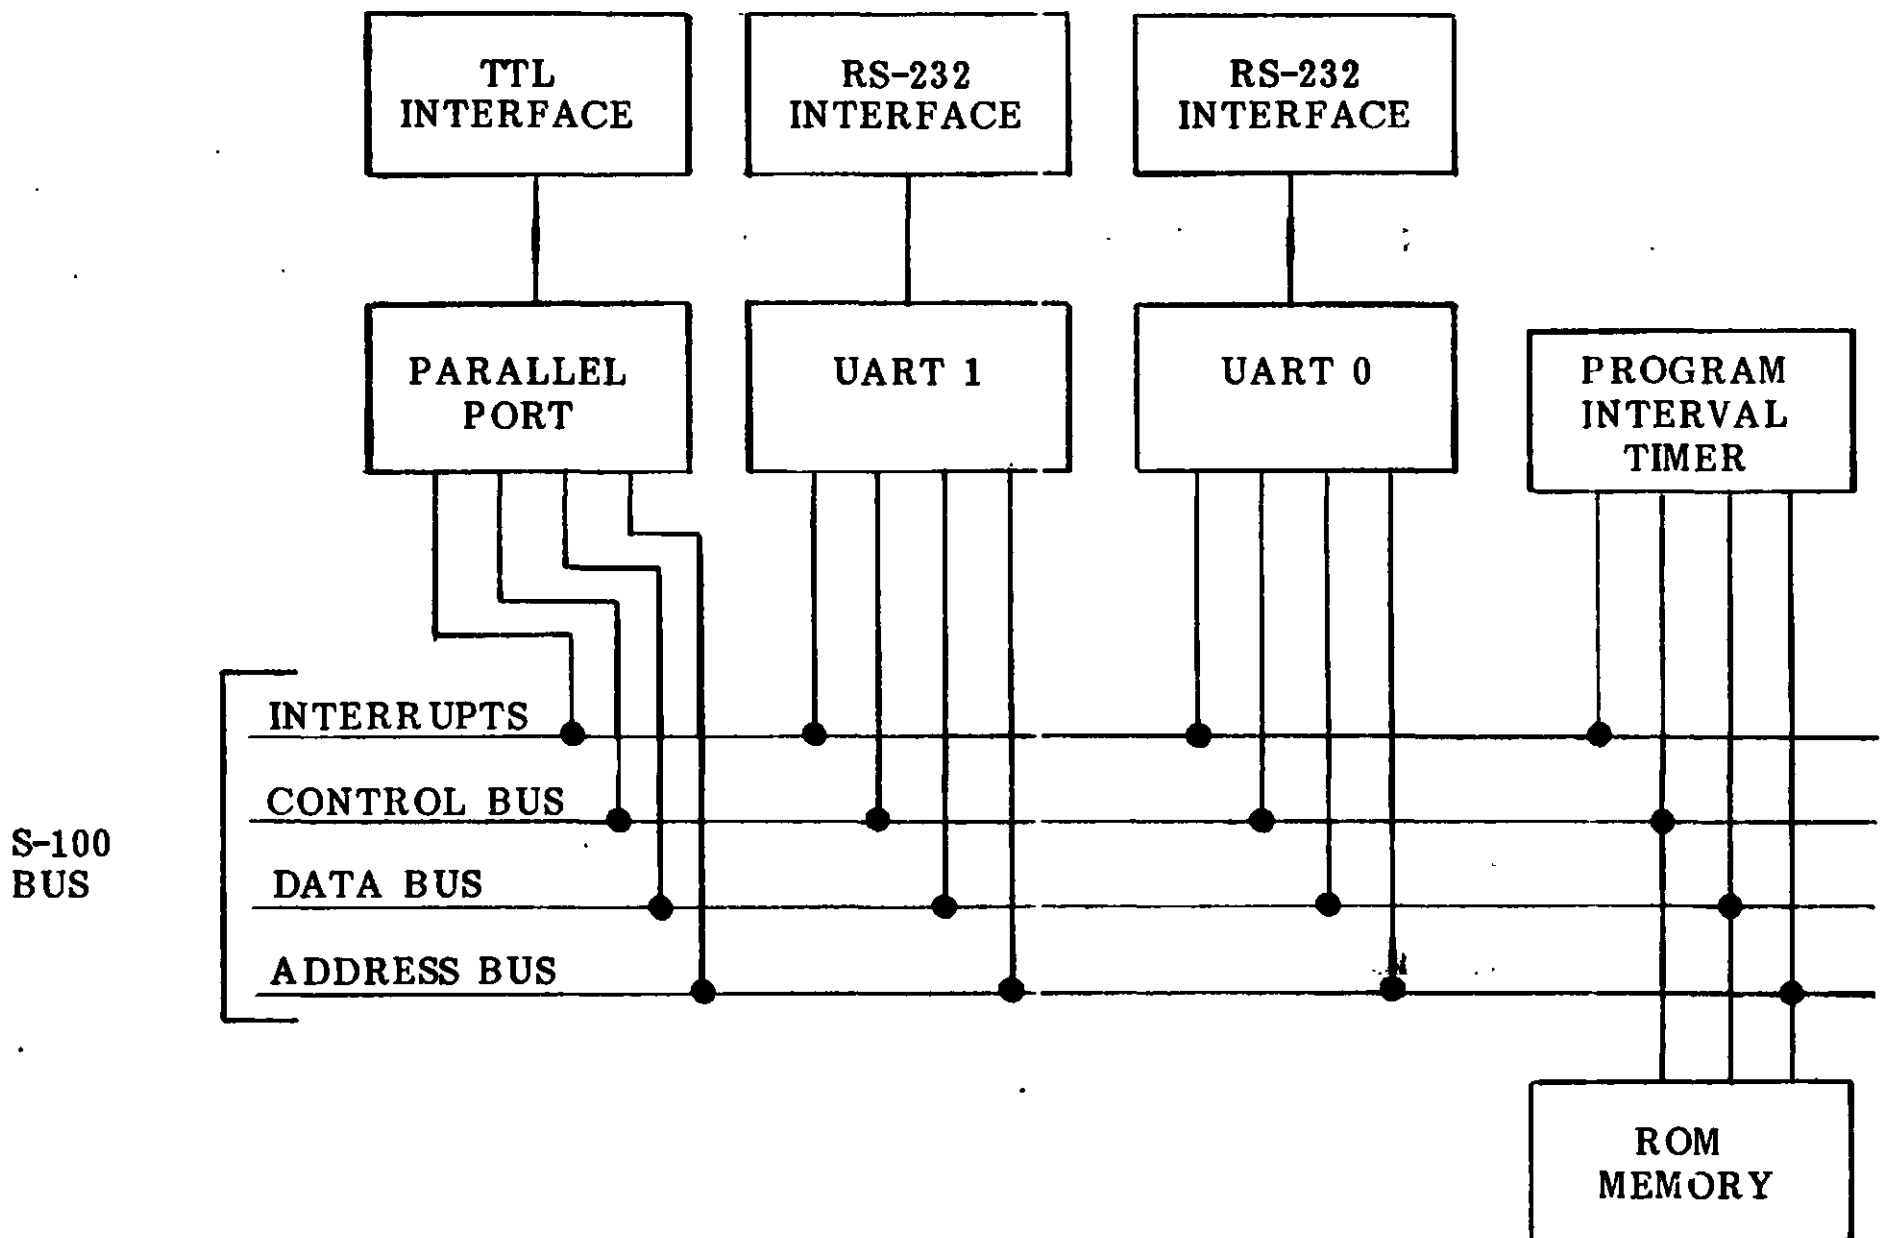 TTL
INTERFACE
RS-232
INTERFACE
RS-232
INTERFACE
PARALLEL
PORT
UART 1
UART 0
PROGRAM
INTERVAL
TIMER
S-100
BUS
INTERRUPTS
CONTROL BUS
DATA BUS
ADDRESS BUS
ROM
MEMORY